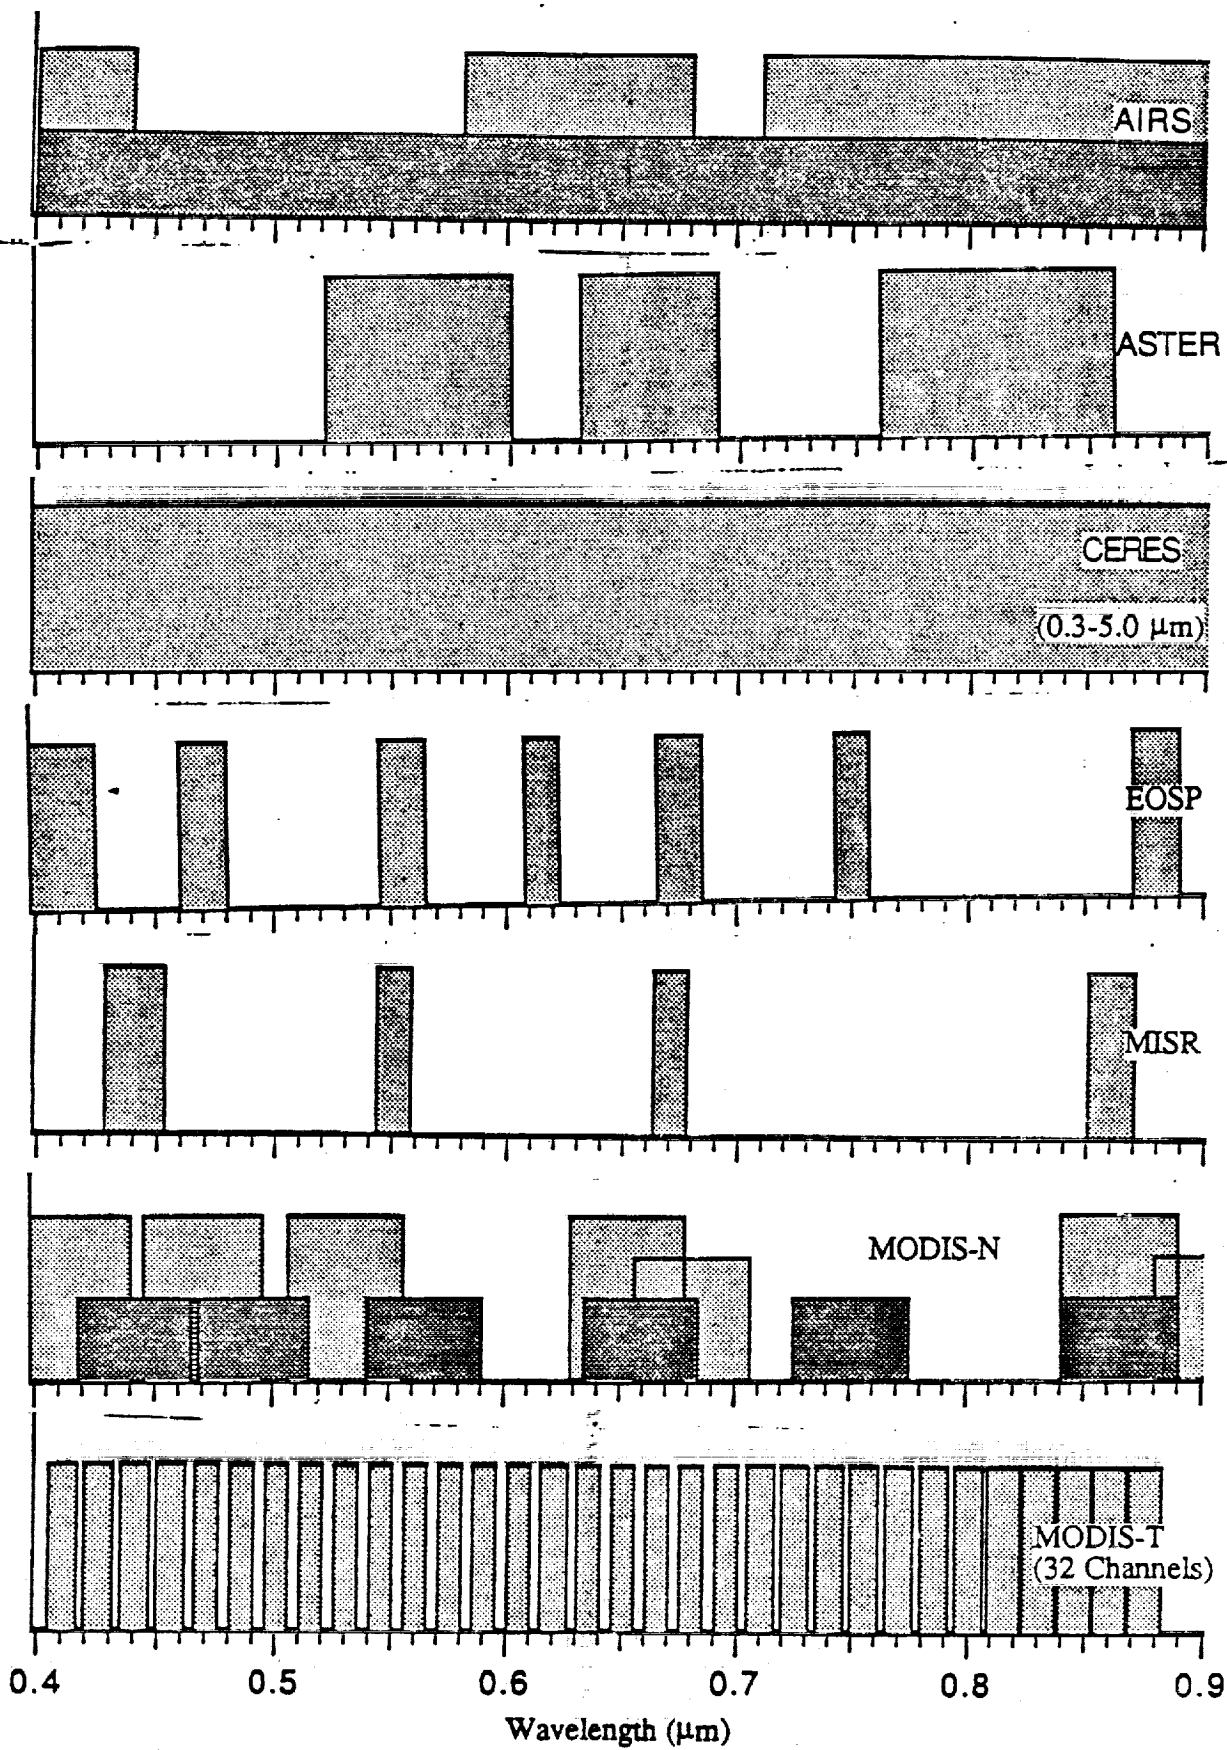 AIRS
ASTER
CERES
(0.3-5.0 μm)
EOSP
MISR
MODIS-N
MODIS-T
(32 Channels)
0.4 0.5 0.6 0.7 0.8 0.9
Wavelength (μm)